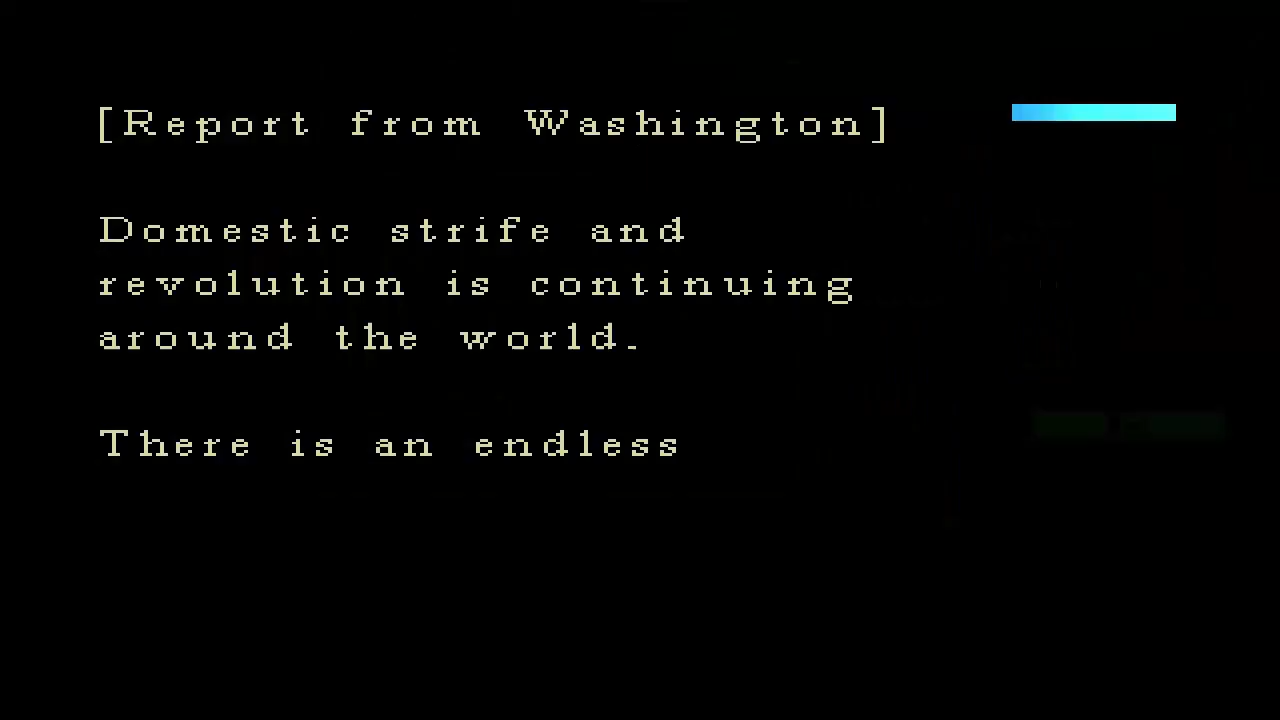 [Report from Washington]
Domestic strife and
revolution is continuing
around the world.
There is an endless